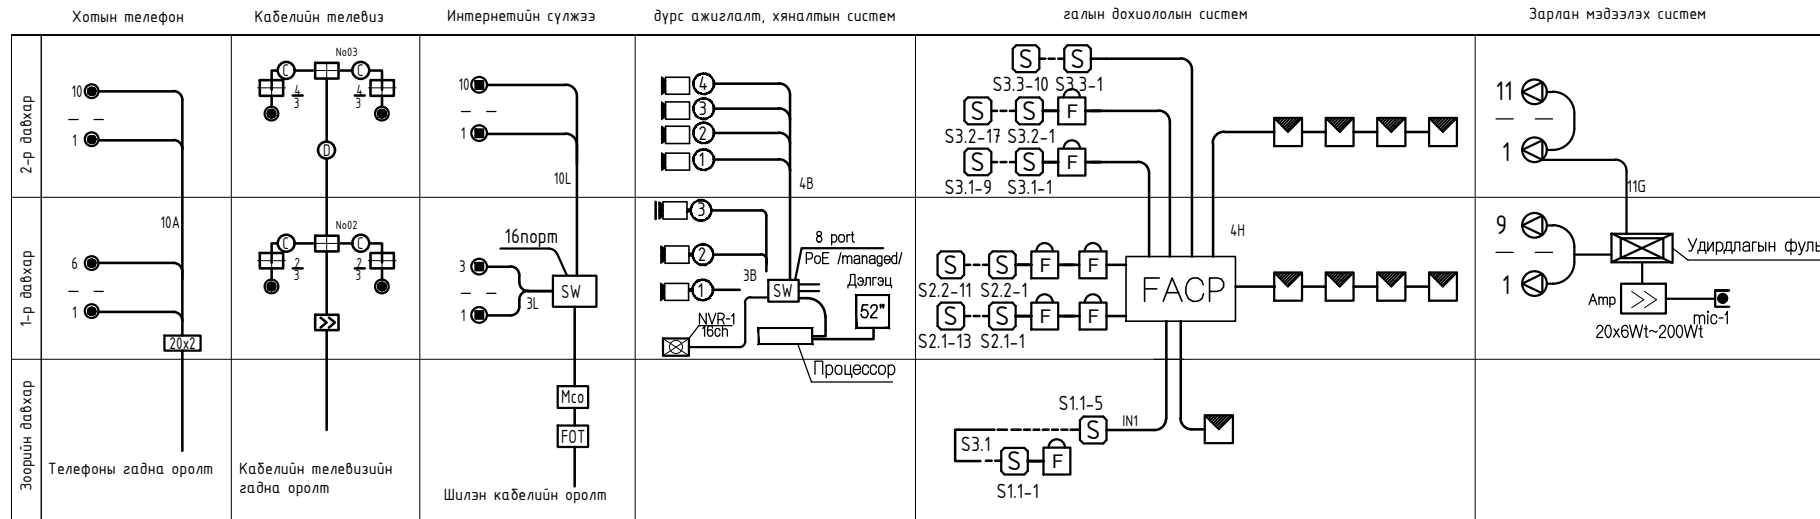 Хотын телефон
Кабелийн телевиз
Интернетийн сүлжээ
дүрс ажиглалт, хяналтын систем
галын дохиололын систем
Зарлан мэдээлэх систем
2-р давхар
10
1
10A
No03
C
C
4
3
4
3
D
10
1
10L
4
3
2
1
4B
S
S
S3.3-10
S3.3-1
S
S
F
S3.2-17
S3.2-1
S
S
F
S3.1-9
S3.1-1
11
1
11G
1-р давхар
6
1
20x2
No02
C
C
2
3
2
3
16порт
3
1
3L
SW
3
2
1
3B
8 port
PoE /managed/
SW
Дэлгэц
52"
NVR-1
16ch
Процессор
S
S
F
F
S2.2-11
S2.2-1
S
S
F
F
S2.1-13
S2.1-1
FACP
4H
9
1
Удирдлагын фуль
Amp
mic-1
20x6Wt~200Wt
Зоорийн давхар
Телефоны гадна оролт
Кабелийн телевизийн
гадна оролт
Mco
FOT
Шилэн кабелийн оролт
S1.1-5
S
IN1
S3.1
S
F
S1.1-1